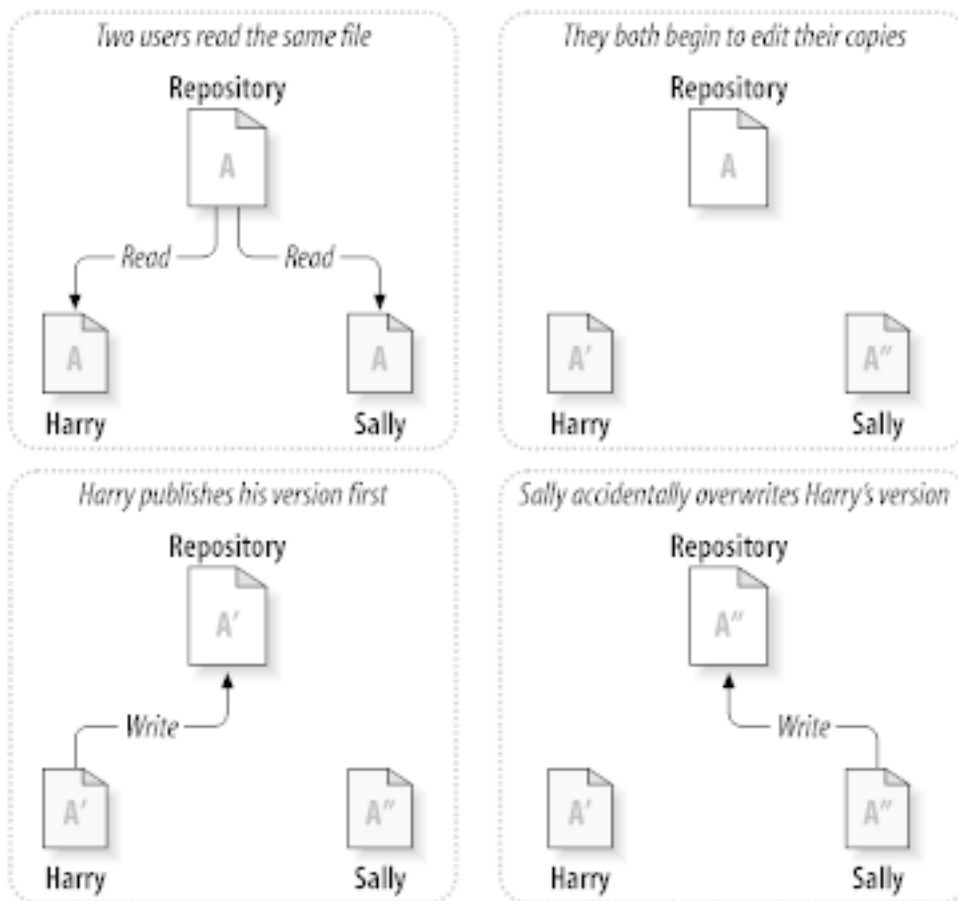 Two users read the same file
Repository
A
Read Read
A A
Harry Sally
They both begin to edit their copies
Repository
A
A′ A″
Harry Sally
Harry publishes his version first
Repository
A′
Write
A′ A″
Harry Sally
Sally accidentally overwrites Harry’s version
Repository
A″
Write
A′ A″
Harry Sally